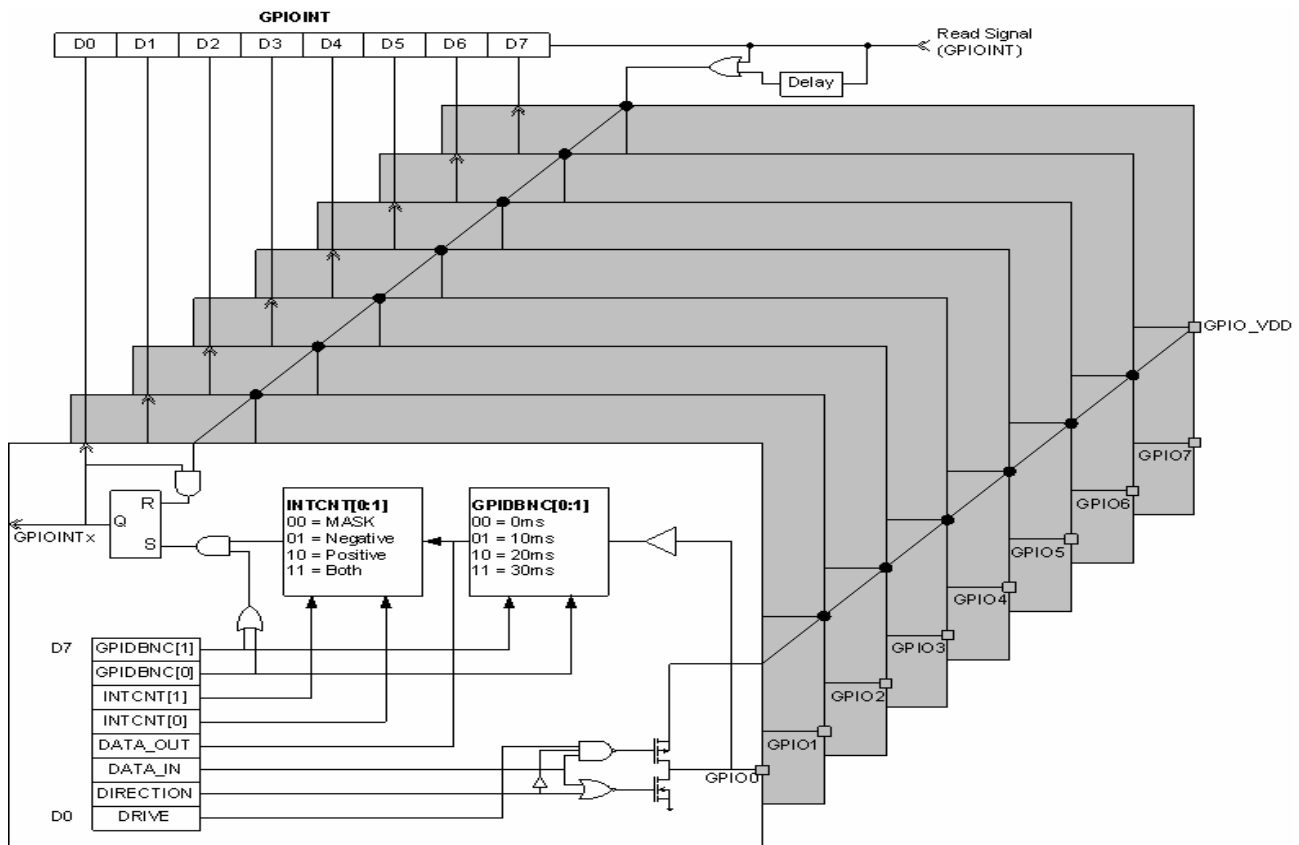 GPIOINT
D0 D1 D2 D3 D4 D5 D6 D7
Read Signal
(GPIOINT)
Delay
GPIO_VDD
GPIO7
GPIO6
GPIO5
GPIO4
GPIO3
GPIO2
GPIO1
GPIO0
R
Q
S
GPIOINTx
INTCNT[0:1]
00 = MASK
01 = Negative
10 = Positive
11 = Both
GPIDBNC[0:1]
00 = 0ms
01 = 10ms
10 = 20ms
11 = 30ms
D7 GPIDBNC[1]
GPIDBNC[0]
INTCNT[1]
INTCNT[0]
DATA_OUT
DATA_IN
DIRECTION
D0 DRIVE